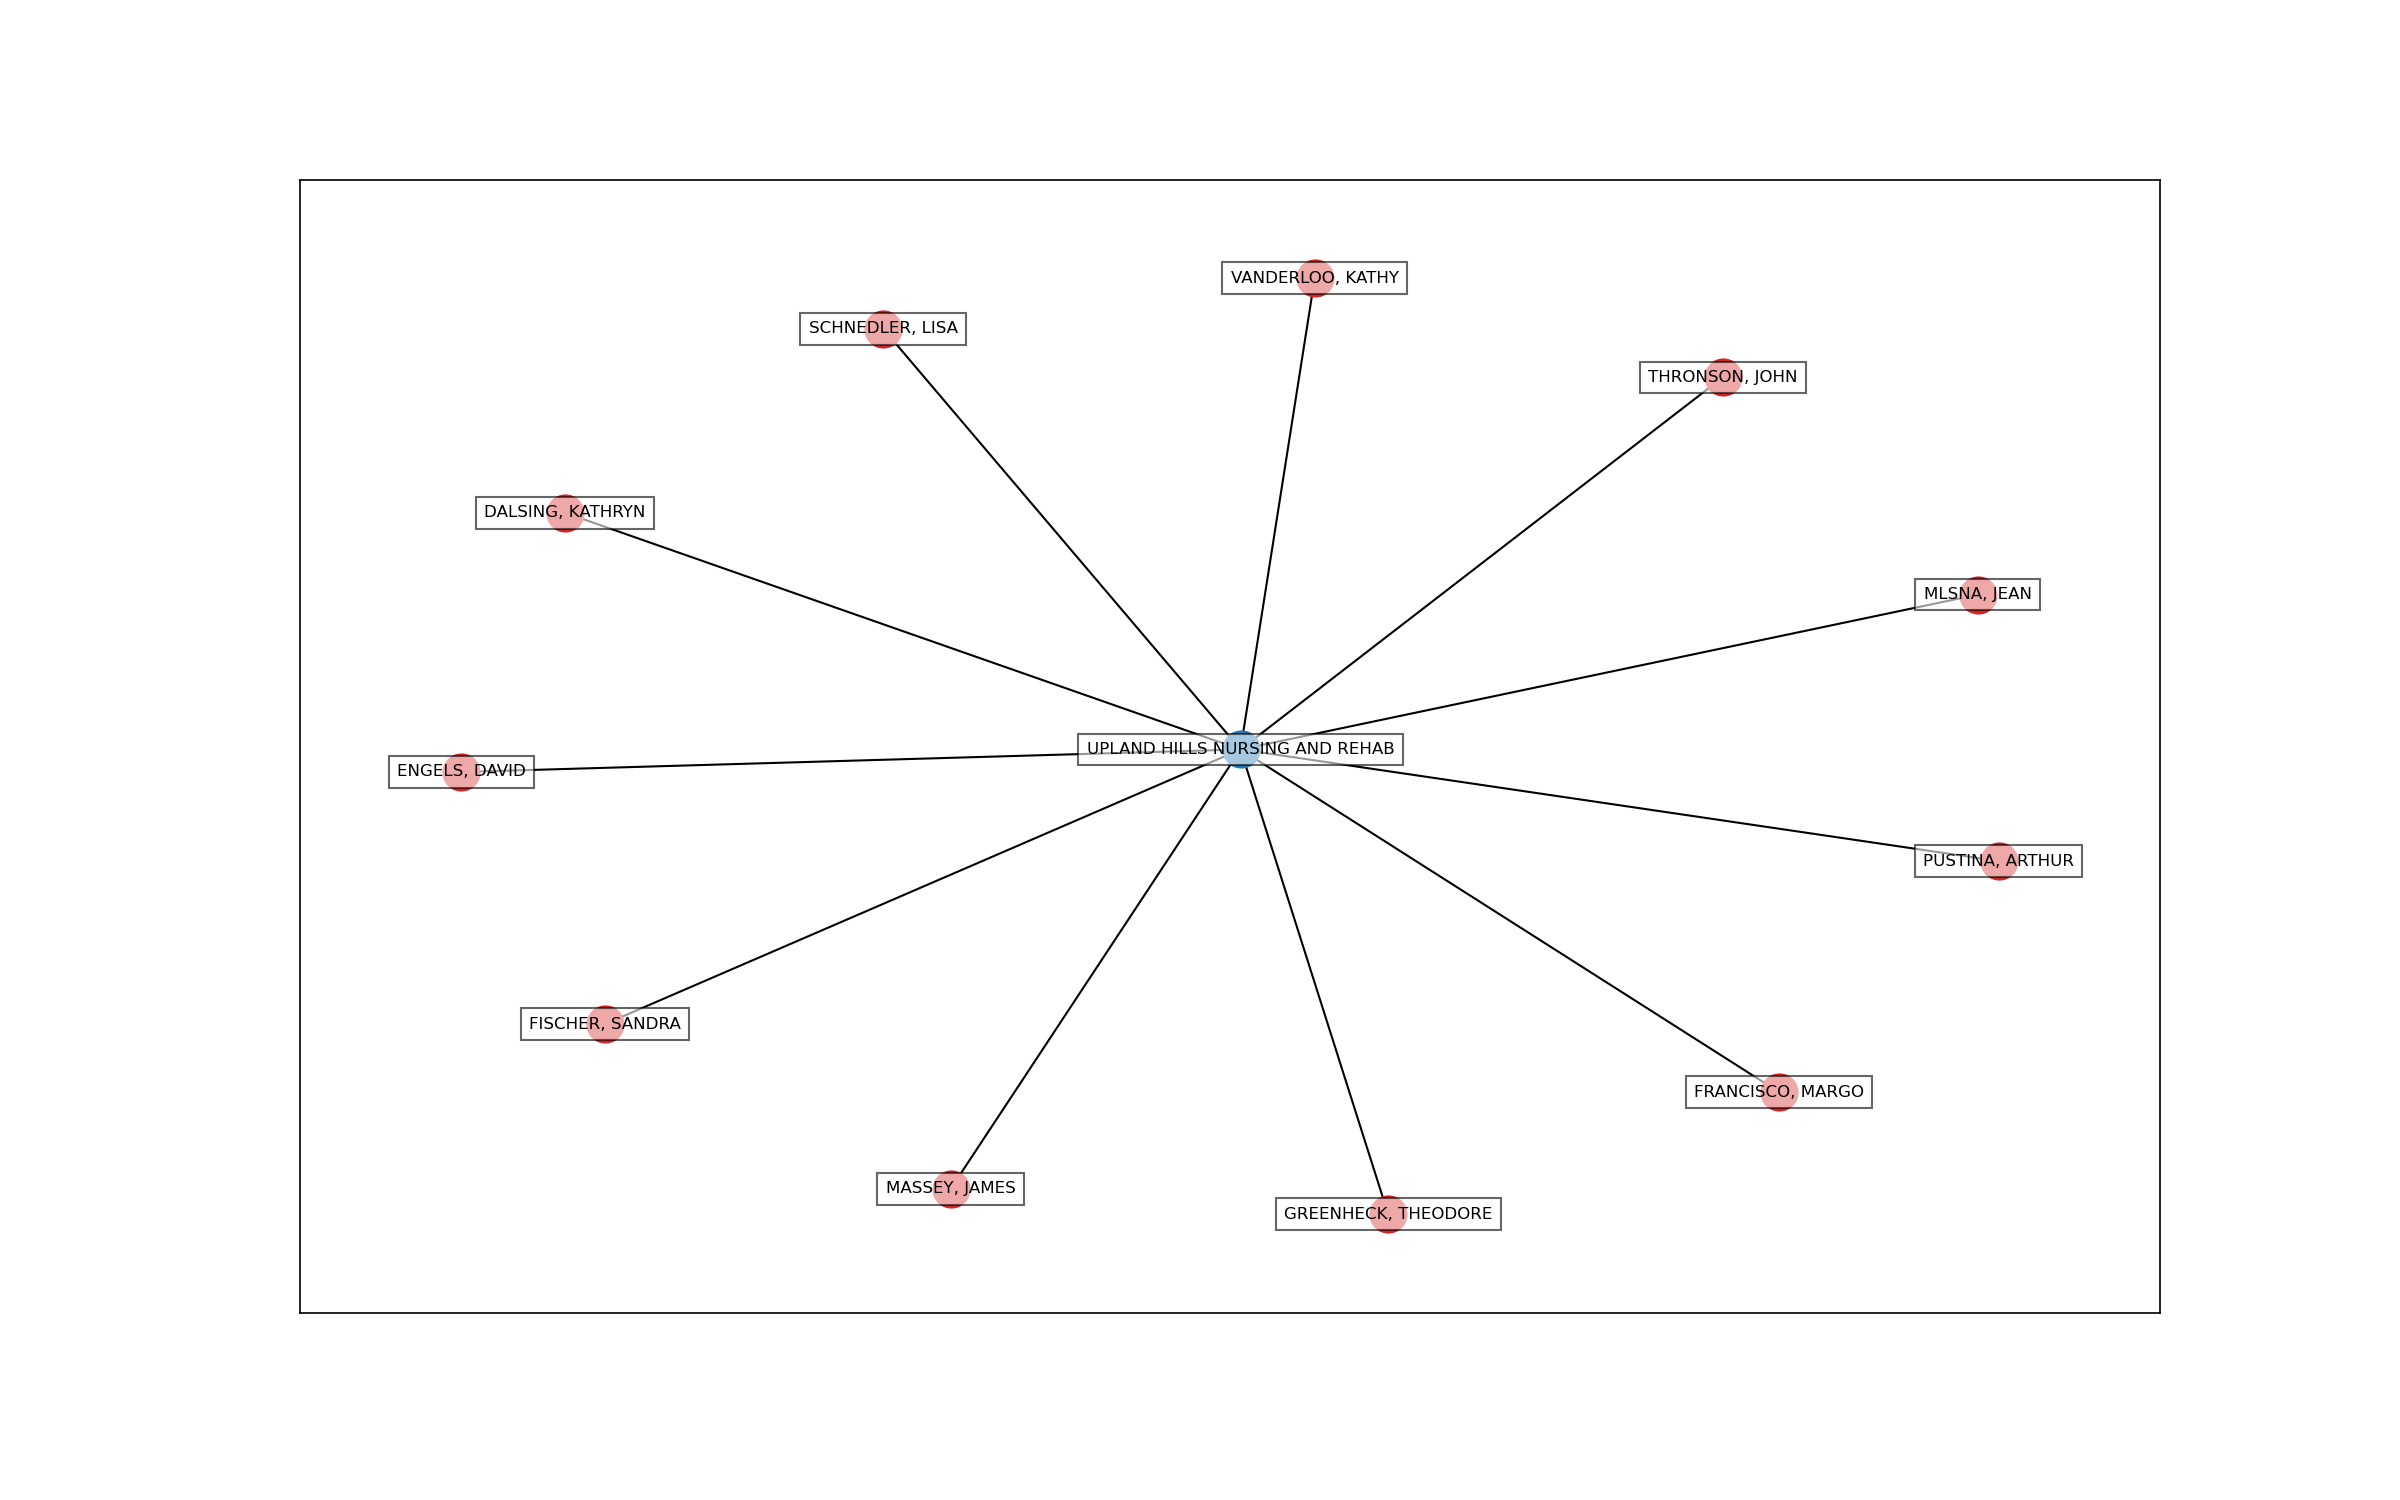 VANDERLOO, KATHY
SCHNEDLER, LISA
THRONSON, JOHN
DALSING, KATHRYN
MLSNA, JEAN
UPLAND HILLS NURSING AND REHAB
ENGELS, DAVID
PUSTINA, ARTHUR
FISCHER, SANDRA
FRANCISCO, MARGO
MASSEY, JAMES
GREENHECK, THEODORE